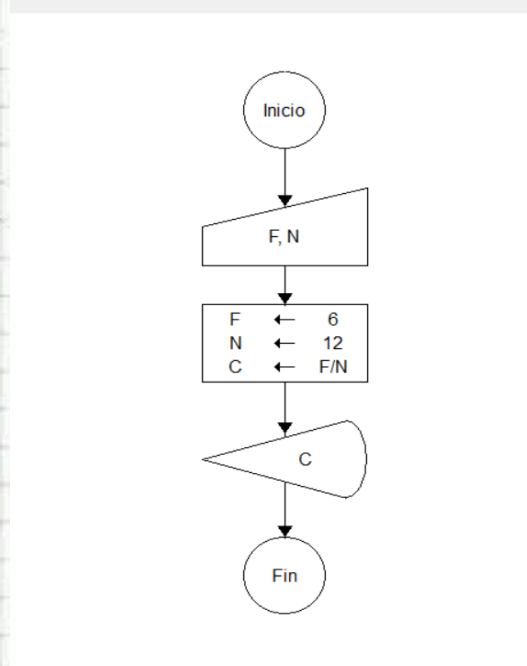 Inicio
F, N
F ← 6
N ← 12
C ← F/N
C
Fin